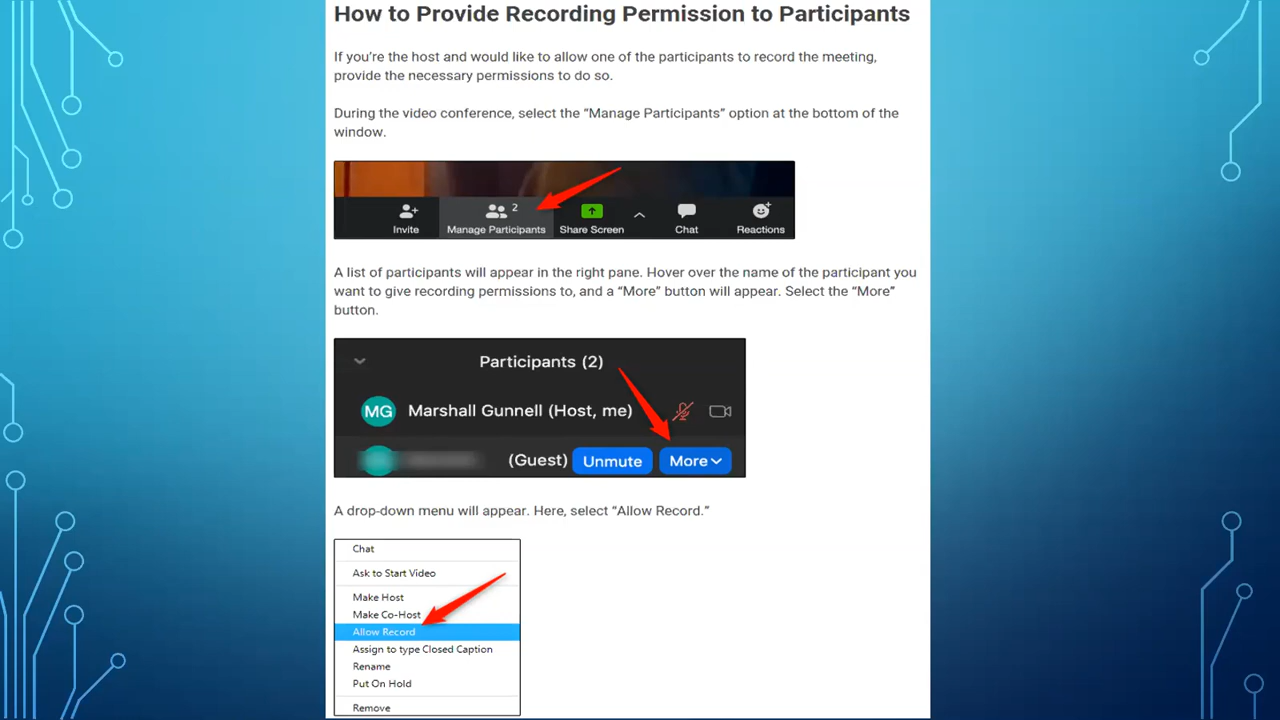 How to Provide Recording Permission to Participants
If you're the host and would like to allow one of the participants to record the meeting,
provide the necessary permissions to do so.
During the video conference, select the “Manage Participants” option at the bottom of the
window.
2
Invite
Manage Participants
Share Screen
Chat
Reactions
A list of participants will appear in the right pane. Hover over the name of the participant you
want to give recording permissions to, and a “More” button will appear. Select the “More”
button.
Participants (2)
MG Marshall Gunnell (Host, me)
(Guest) Unmute More
A drop-down menu will appear. Here, select “Allow Record.”
Chat
Ask to Start Video
Make Host
Make Co-Host
Allow Record
Assign to type Closed Caption
Rename
Put On Hold
Remove